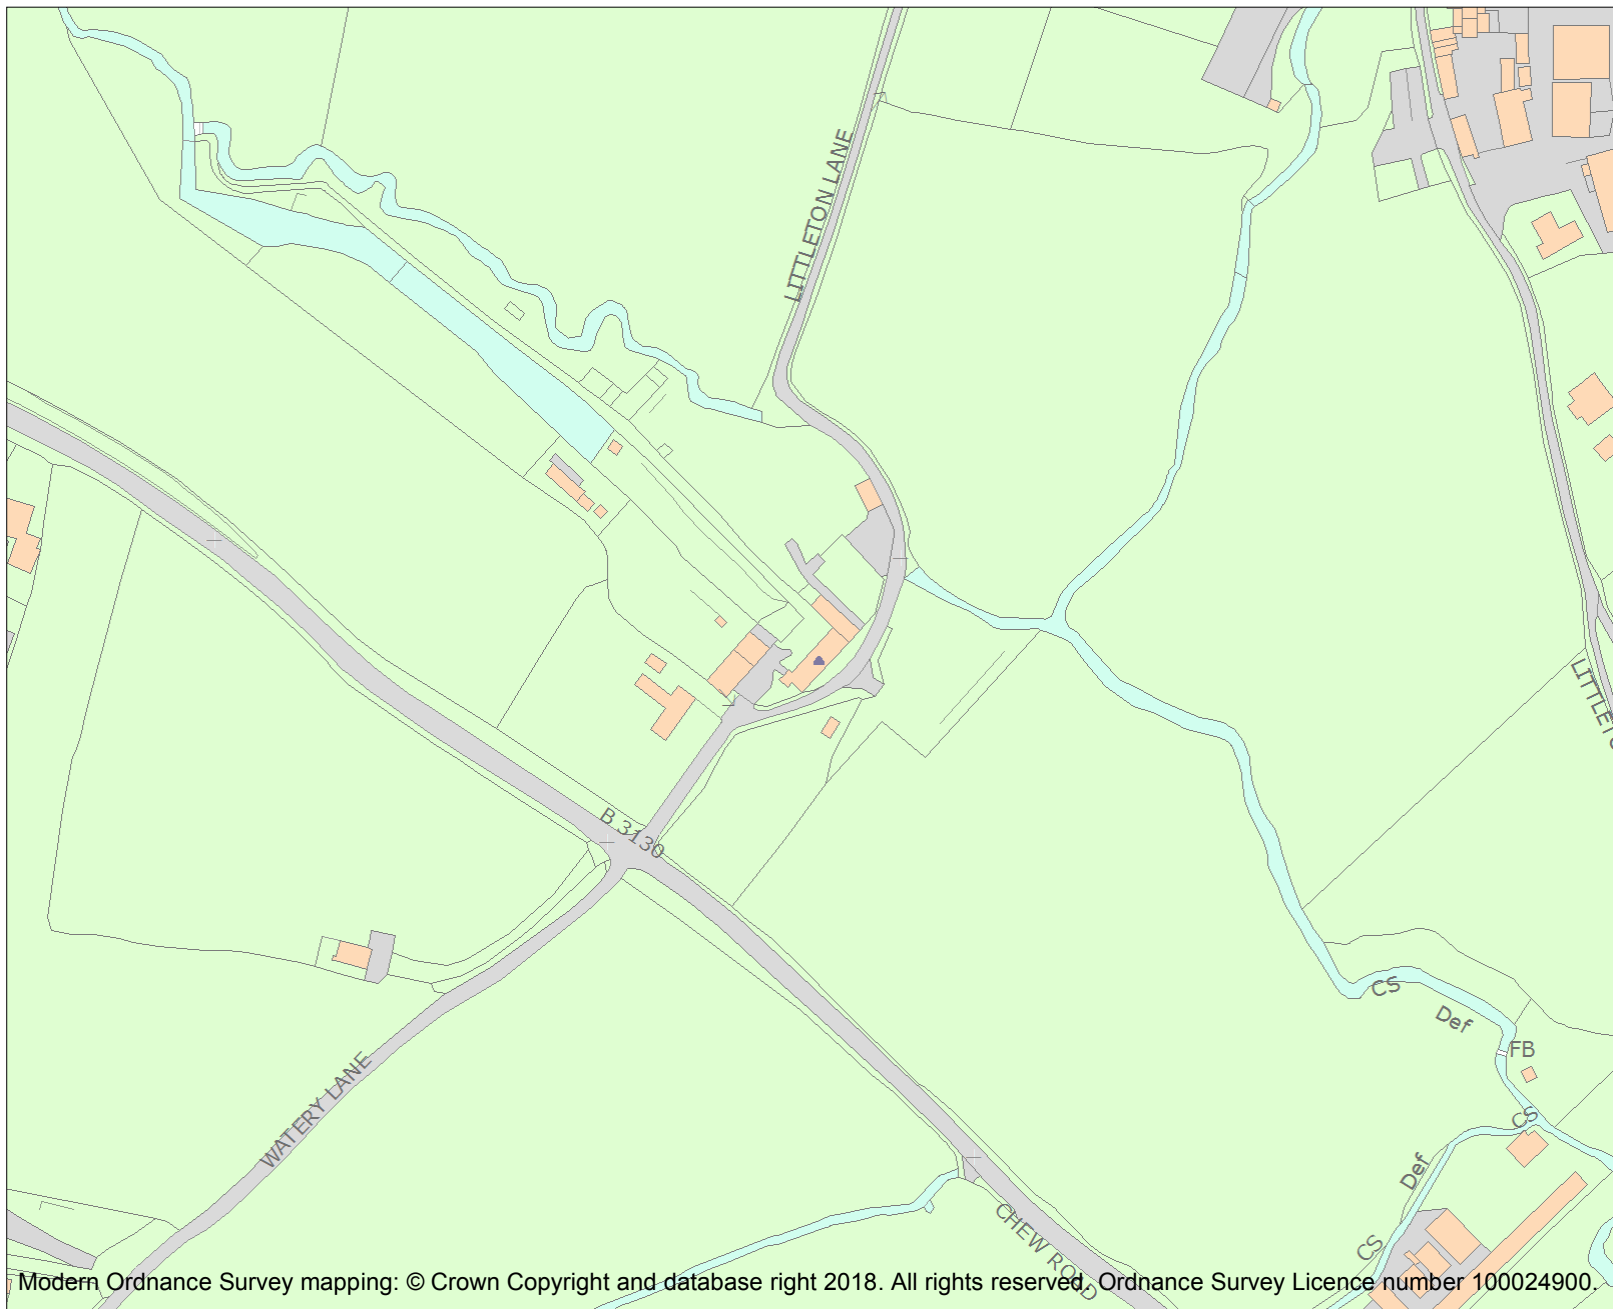 LITTLETON LANE
LITTLETO
B 3130
WATERY LANE
CS
Def
FB
CS
Def
CS
CHEW ROAD
Modern Ordnance Survey mapping: © Crown Copyright and database right 2018. All rights reserved. Ordnance Survey Licence number 100024900.